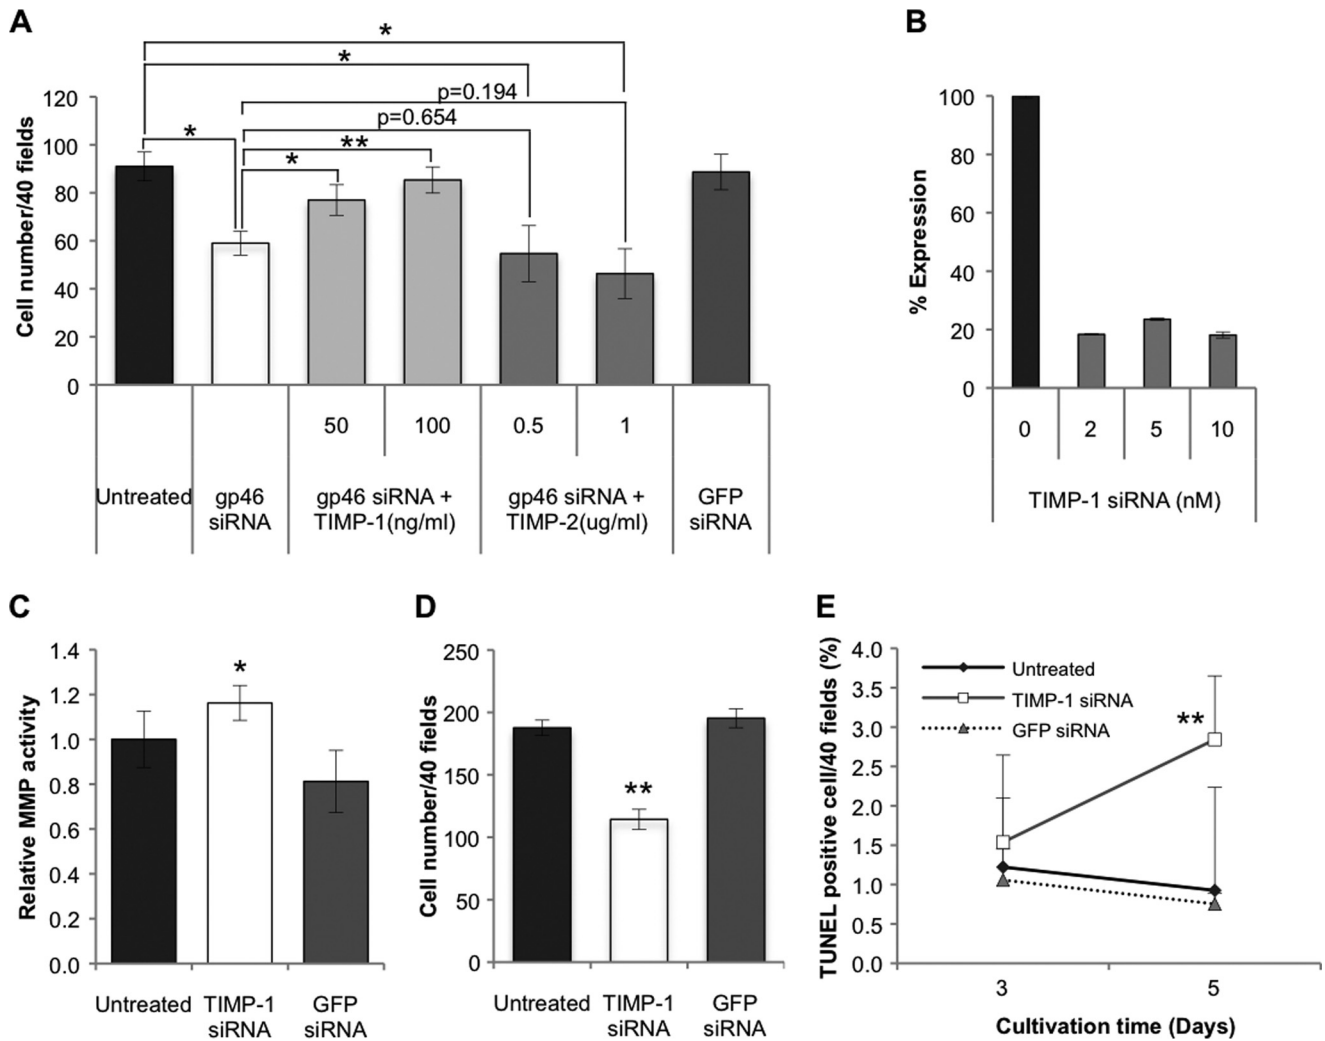 A
*
*
p=0.194
p=0.654
*
**
*
Cell number/40 fields
120
100
80
60
40
20
0
50
100
0.5
1
Untreated
gp46
siRNA
gp46 siRNA +
TIMP-1(ng/ml)
gp46 siRNA +
TIMP-2(ug/ml)
GFP
siRNA
B
% Expression
100
80
60
40
20
0
0
2
5
10
TIMP-1 siRNA (nM)
C
Relative MMP activity
1.4
1.2
1.0
0.8
0.6
0.4
0.2
0.0
*
Untreated
TIMP-1
siRNA
GFP
siRNA
D
Cell number/40 fields
250
200
150
100
50
0
**
Untreated
TIMP-1
siRNA
GFP
siRNA
E
TUNEL positive cell/40 fields (%)
4.0
3.5
3.0
2.5
2.0
1.5
1.0
0.5
0.0
Untreated
TIMP-1 siRNA
GFP siRNA
**
3
5
Cultivation time (Days)